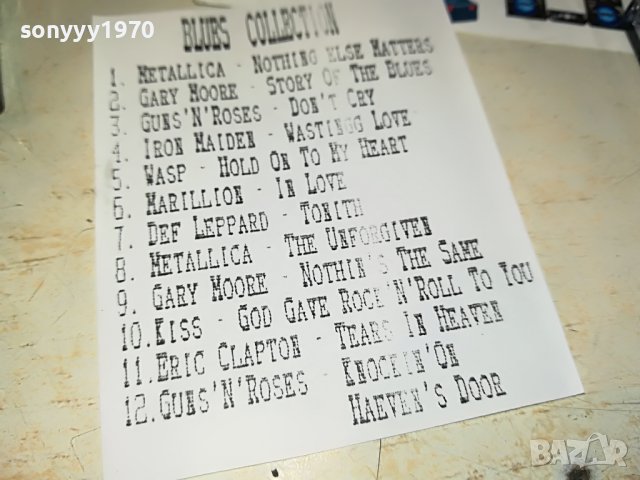 sonyyy1970
BLUES COLLECTION
1. METALLICA - NOTHING ELSE MATTERS
2. GARY MOORE - STORY OF THE BLUES
3. GUNS'N'ROSES - DON'T CRY
4. IRON MAIDEN - WASTINGG LOVE
5. WASP - HOLD ON TO MY HEART
6. MARILLION - IN LOVE
7. DEF LEPPARD - TONITH
8. METALLICA - THE UNFORGIVEN
9. GARY MOORE - NOTHIN'S THE SAME
10. KISS - GOD GAVE ROCK'N'ROLL TO YOU
11. ERIC CLAPTON - TEARS IN HEAVEN
12. GUNS'N'ROSES KNOCKIN'ON
HAEVEN'S DOOR
BAZAR